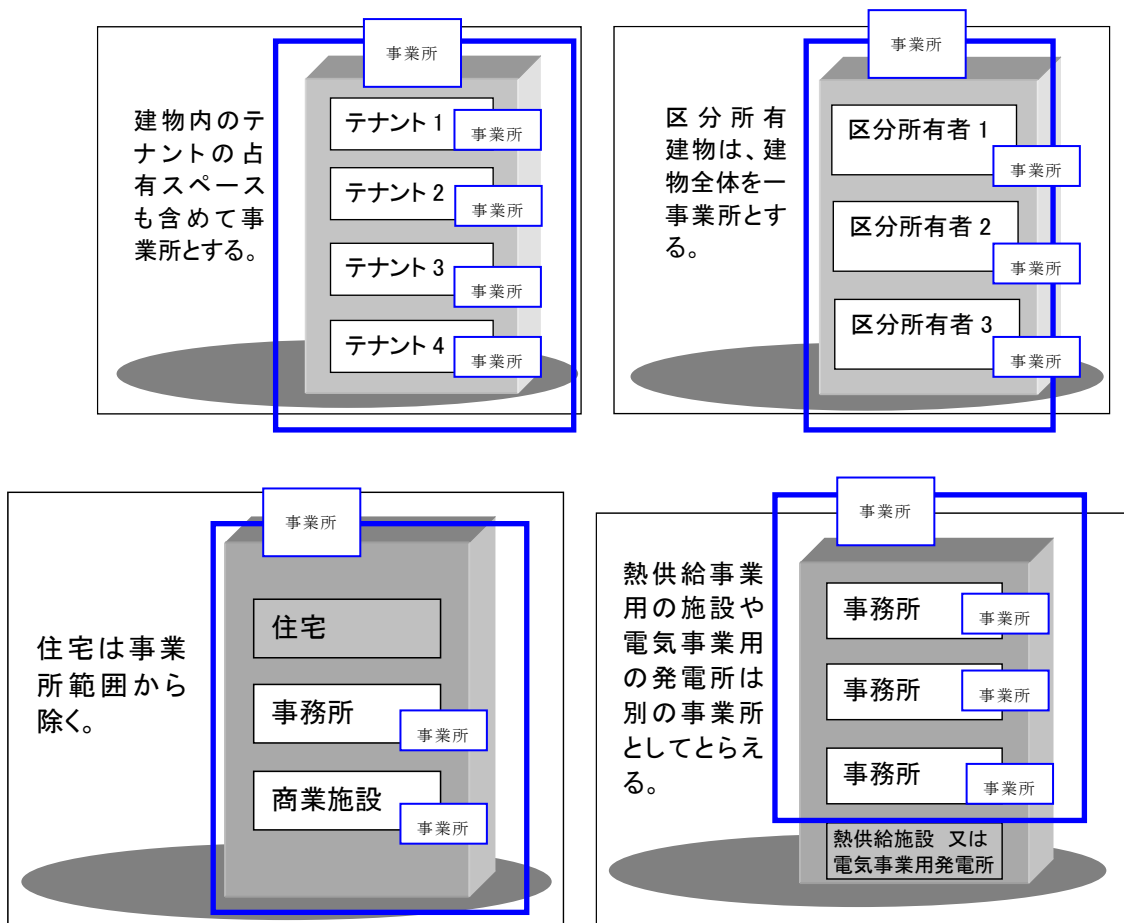 事業所
建物内のテ
ナントの占
有スペース
も含めて事
業所とする。
テナント 1
事業所
テナント 2
事業所
テナント 3
事業所
テナント 4
事業所
事業所
区分所有
建物は、建
物全体を一
事業所とす
る。
区分所有者 1
事業所
区分所有者 2
事業所
区分所有者 3
事業所
事業所
住宅は事業
所範囲から
除く。
住宅
事務所
事業所
商業施設
事業所
事業所
熱供給事業
用の施設や
電気事業用
の発電所は
別の事業所
としてとらえ
る。
事務所
事業所
事務所
事業所
事務所
事業所
熱供給施設 又は
電気事業用発電所